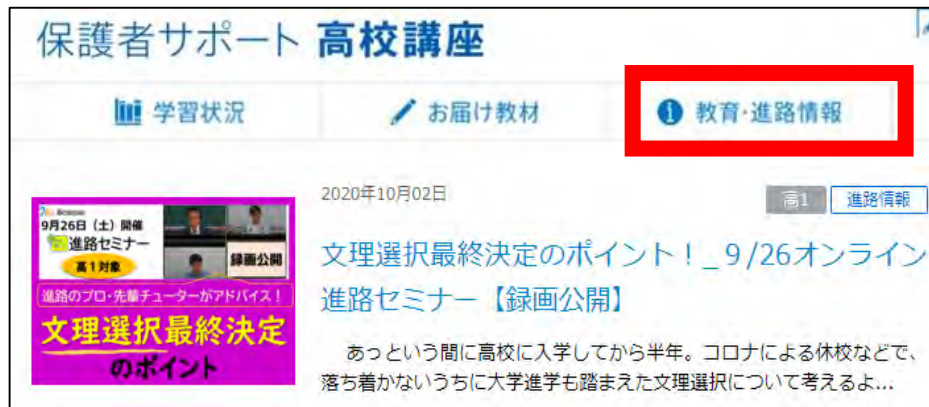 保護者サポート 高校講座
学習状況
お届け教材
教育・進路情報
2020年10月02日
高1
進路情報
9月26日（土）開催
進路セミナー
高1対象
録画公開
進路のプロ・先輩チューターがアドバイス！
文理選択最終決定
のポイント
文理選択最終決定のポイント！_９/26オンライン
進路セミナー【録画公開】
あっという間に高校に入学してから半年。コロナによる休校などで、
落ち着かないうちに大学進学も踏まえた文理選択について考えるよ...